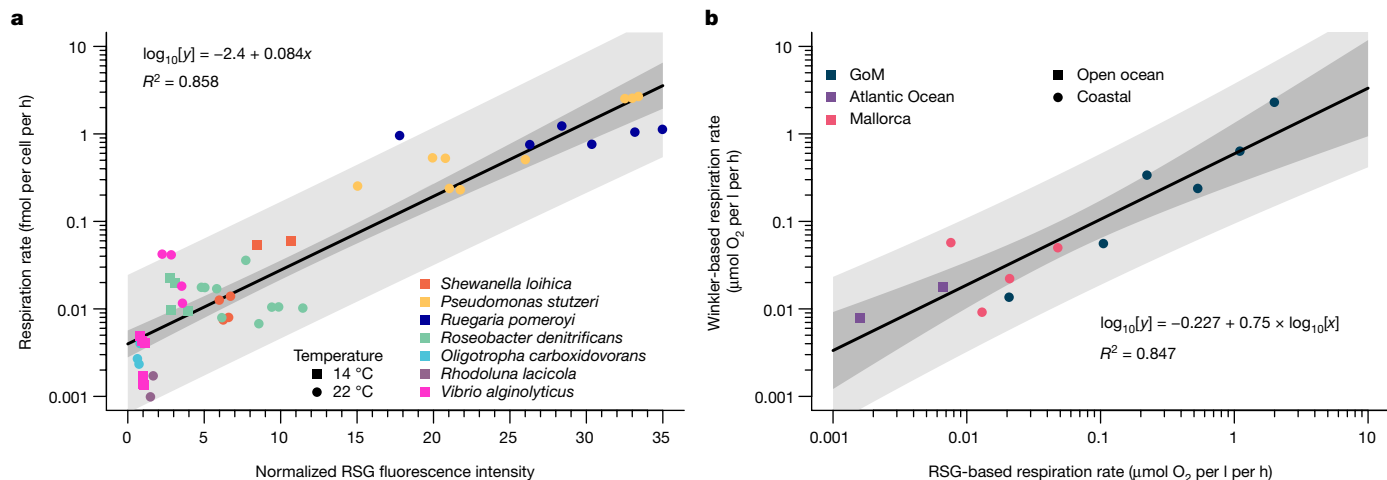 a
log10[y] = −2.4 + 0.084x
R² = 0.858
Respiration rate (fmol per cell per h)
10
1
0.1
0.01
0.001
Shewanella loihica
Pseudomonas stutzeri
Ruegaria pomeroyi
Roseobacter denitrificans
Oligotropha carboxidovorans
Rhodoluna lacicola
Vibrio alginolyticus
Temperature
14 °C
22 °C
0 5 10 15 20 25 30 35
Normalized RSG fluorescence intensity
b
Winkler-based respiration rate
(μmol O₂ per l per h)
10
1
0.1
0.01
0.001
GoM
Atlantic Ocean
Mallorca
Open ocean
Coastal
log10[y] = −0.227 + 0.75 × log10[x]
R² = 0.847
0.001 0.01 0.1 1 10
RSG-based respiration rate (μmol O₂ per l per h)